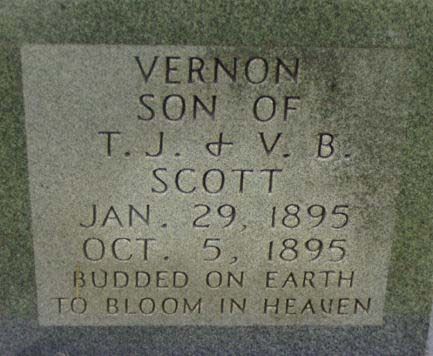 VERNON
SON OF
T. J. & V. B.
SCOTT
JAN. 29, 1895
OCT. 5, 1895
BUDDED ON EARTH
TO BLOOM IN HEAVEN